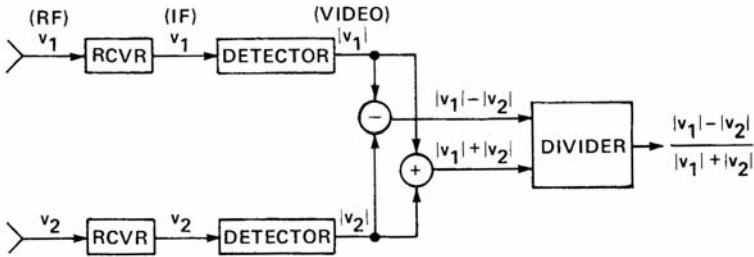 (RF) (IF) (VIDEO)
v1 RCVR v1 DETECTOR |v1|
− |v1|−|v2| DIVIDER |v1|−|v2|
+ |v1|+|v2| |v1|+|v2|
v2 RCVR v2 DETECTOR |v2|